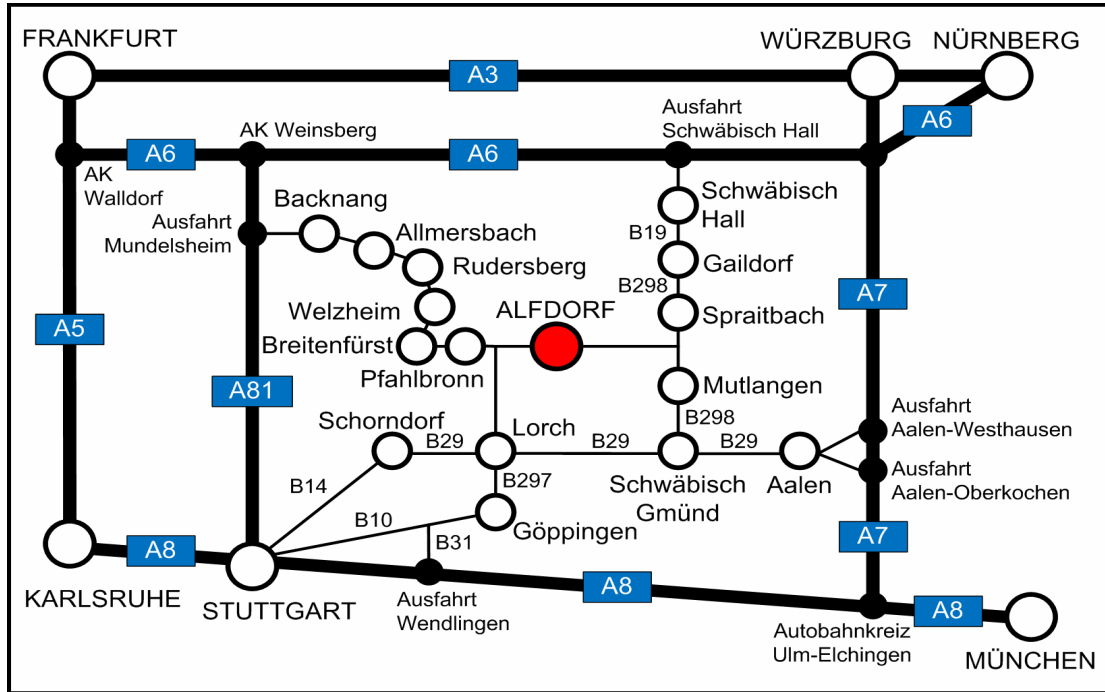 FRANKFURT
WÜRZBURG
NÜRNBERG
A3
A6
AK Weinsberg
Ausfahrt
Schwäbisch Hall
A6
A6
AK
Walldorf
Ausfahrt
Mundelsheim
Backnang
Allmersbach
Rudersberg
Schwäbisch
Hall
B19
Gaildorf
B298
Welzheim
ALFDORF
Spraitbach
A7
A5
Breitenfürst
Pfahlbronn
A81
Mutlangen
B298
Schorndorf
B29
Lorch
B29
B29
Ausfahrt
Aalen-Westhausen
Ausfahrt
Aalen-Oberkochen
B14
B297
Schwäbisch
Gmünd
Aalen
B10
Göppingen
B31
A7
A8
A8
A8
KARLSRUHE
STUTTGART
Ausfahrt
Wendlingen
Autobahnkreiz
Ulm-Elchingen
MÜNCHEN